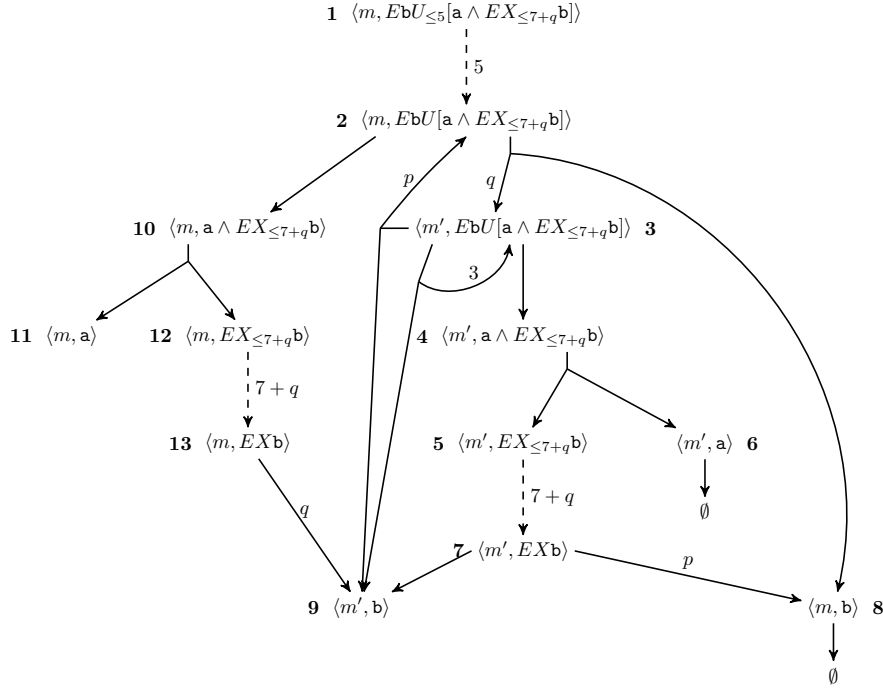 1 ⟨m, EbU≤5[a ∧ EX≤7+qb]⟩
5
2 ⟨m, EbU[a ∧ EX≤7+qb]⟩
p
q
10 ⟨m, a ∧ EX≤7+qb⟩
⟨m′, EbU[a ∧ EX≤7+qb]⟩ 3
3
11 ⟨m, a⟩
12 ⟨m, EX≤7+qb⟩
4 ⟨m′, a ∧ EX≤7+qb⟩
7 + q
13 ⟨m, EXb⟩
5 ⟨m′, EX≤7+qb⟩
⟨m′, a⟩ 6
q
7 + q
∅
7 ⟨m′, EXb⟩
p
9 ⟨m′, b⟩
⟨m, b⟩ 8
∅